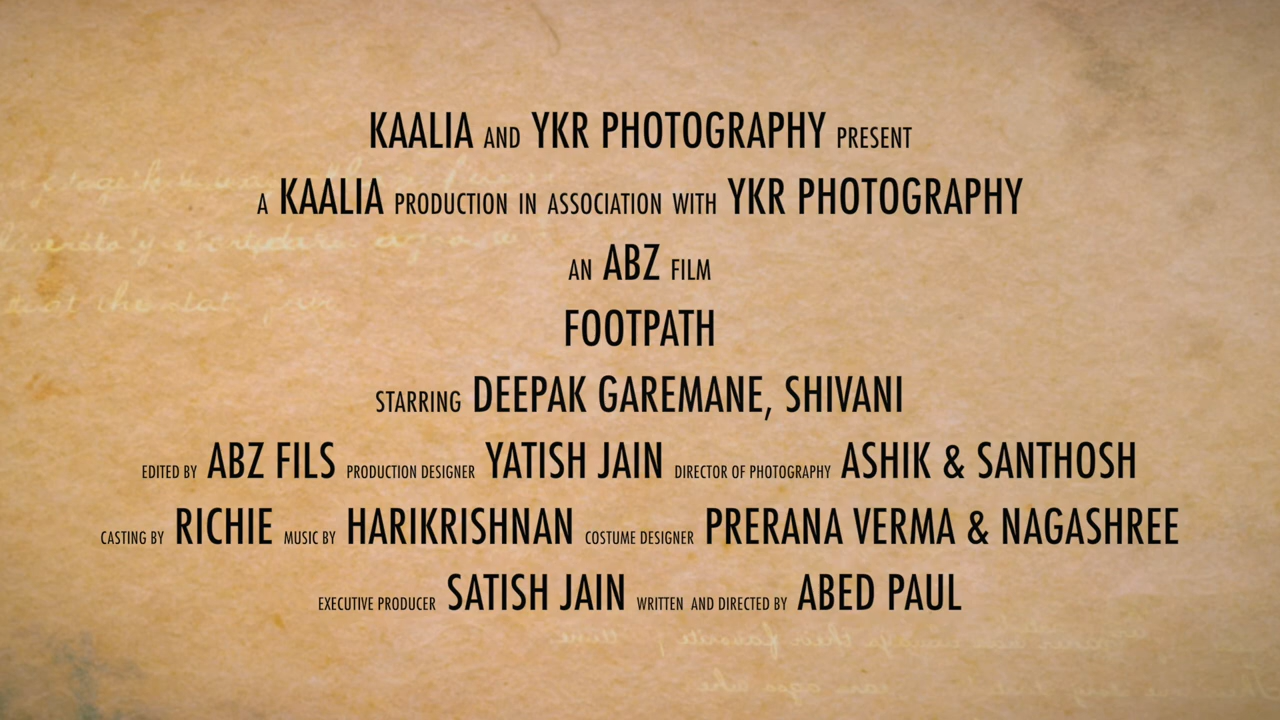 KAALIA AND YKR PHOTOGRAPHY PRESENT
A KAALIA PRODUCTION IN ASSOCIATION WITH YKR PHOTOGRAPHY
AN ABZ FILM
FOOTPATH
STARRING DEEPAK GAREMANE, SHIVANI
EDITED BY ABZ FILS PRODUCTION DESIGNER YATISH JAIN DIRECTOR OF PHOTOGRAPHY ASHIK & SANTHOSH
CASTING BY RICHIE MUSIC BY HARIKRISHNAN COSTUME DESIGNER PRERANA VERMA & NAGASHREE
EXECUTIVE PRODUCER SATISH JAIN WRITTEN AND DIRECTED BY ABED PAUL